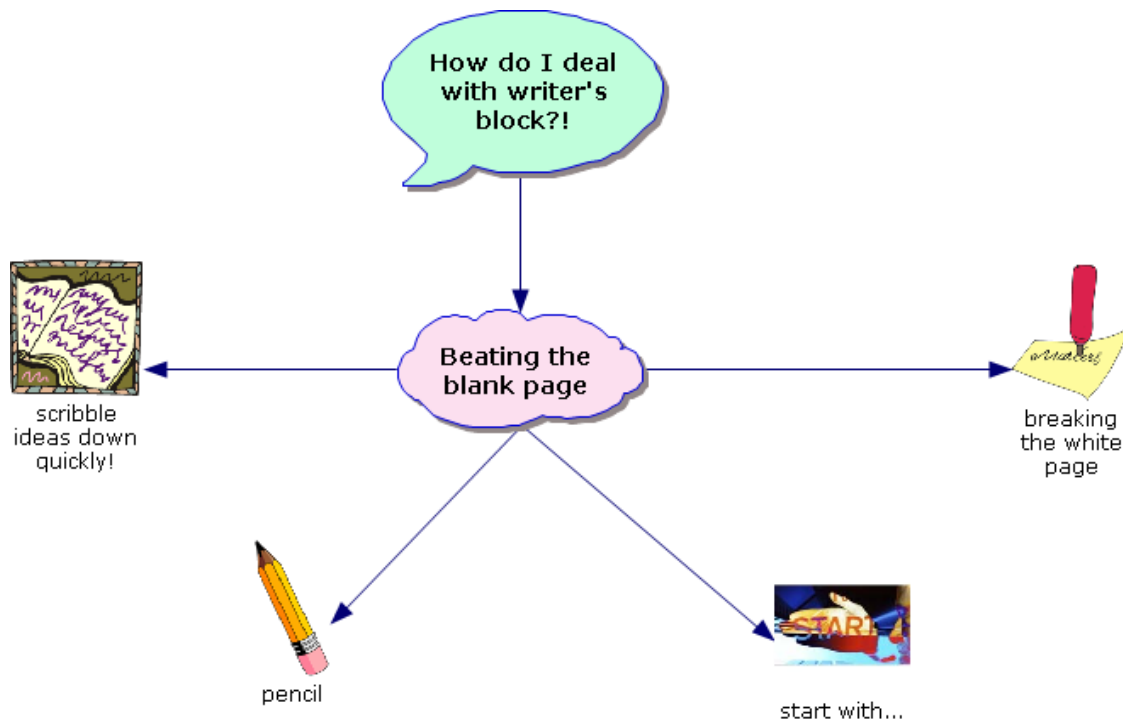 How do I deal
with writer's
block?!
Beating the
blank page
scribble
ideas down
quickly!
breaking
the white
page
pencil
START
start with...